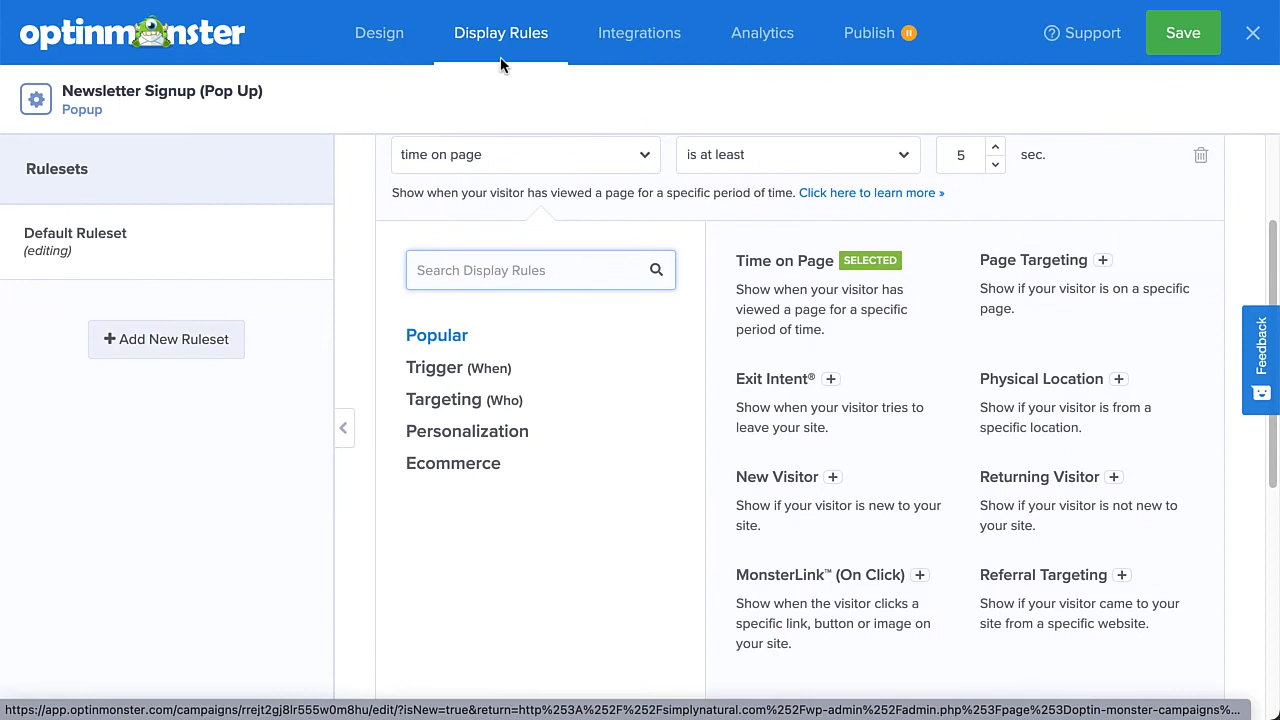 optinmonster
Design
Display Rules
Integrations
Analytics
Publish
Support
Save
Newsletter Signup (Pop Up)
Popup
Rulesets
Default Ruleset
(editing)
+ Add New Ruleset
time on page
is at least
5
sec.
Show when your visitor has viewed a page for a specific period of time. Click here to learn more »
Search Display Rules
Popular
Trigger (When)
Targeting (Who)
Personalization
Ecommerce
Time on Page SELECTED
Show when your visitor has
viewed a page for a specific
period of time.
Page Targeting +
Show if your visitor is on a specific
page.
Exit Intent® +
Show when your visitor tries to
leave your site.
Physical Location +
Show if your visitor is from a
specific location.
New Visitor +
Show if your visitor is new to your
site.
Returning Visitor +
Show if your visitor is not new to
your site.
MonsterLink™ (On Click) +
Show when the visitor clicks a
specific link, button or image on
your site.
Referral Targeting +
Show if your visitor came to your
site from a specific website.
Feedback
https://app.optinmonster.com/campaigns/rrejt2gj8lr555w0m8hu/edit/?isNew=true&return=http%253A%252F%252Fsimplynatural.com%252Fwp-admin%252Fadmin.php%253Fpage%253Doptin-monster-campaigns%...